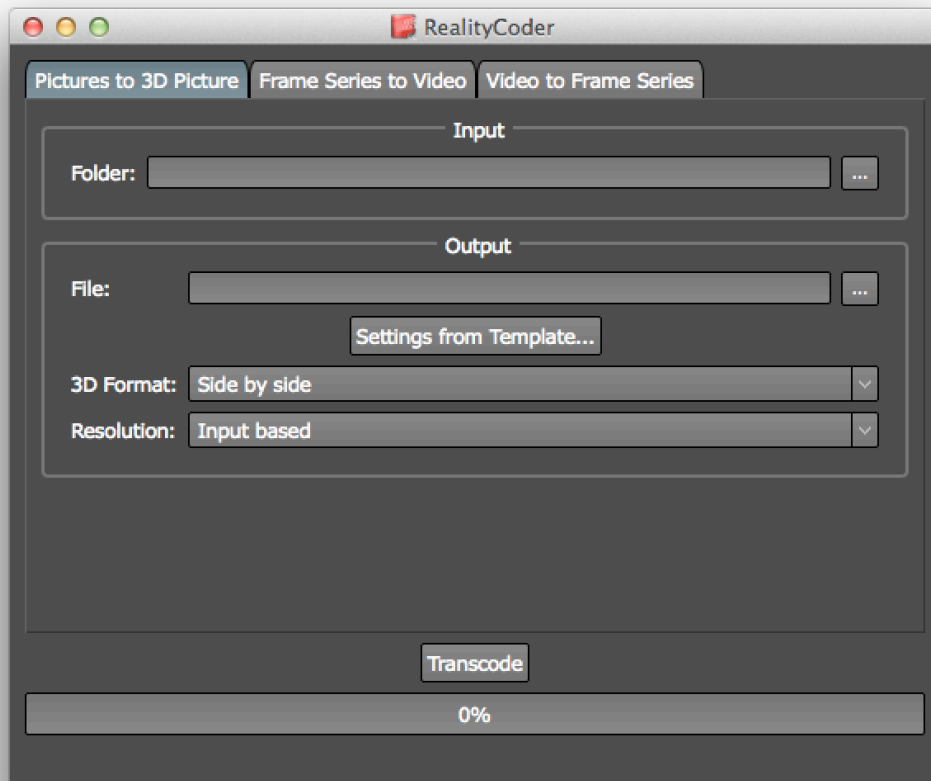 RealityCoder
Pictures to 3D Picture Frame Series to Video Video to Frame Series
Input
Folder: ...
Output
File: ...
Settings from Template...
3D Format: Side by side
Resolution: Input based
Transcode
0%